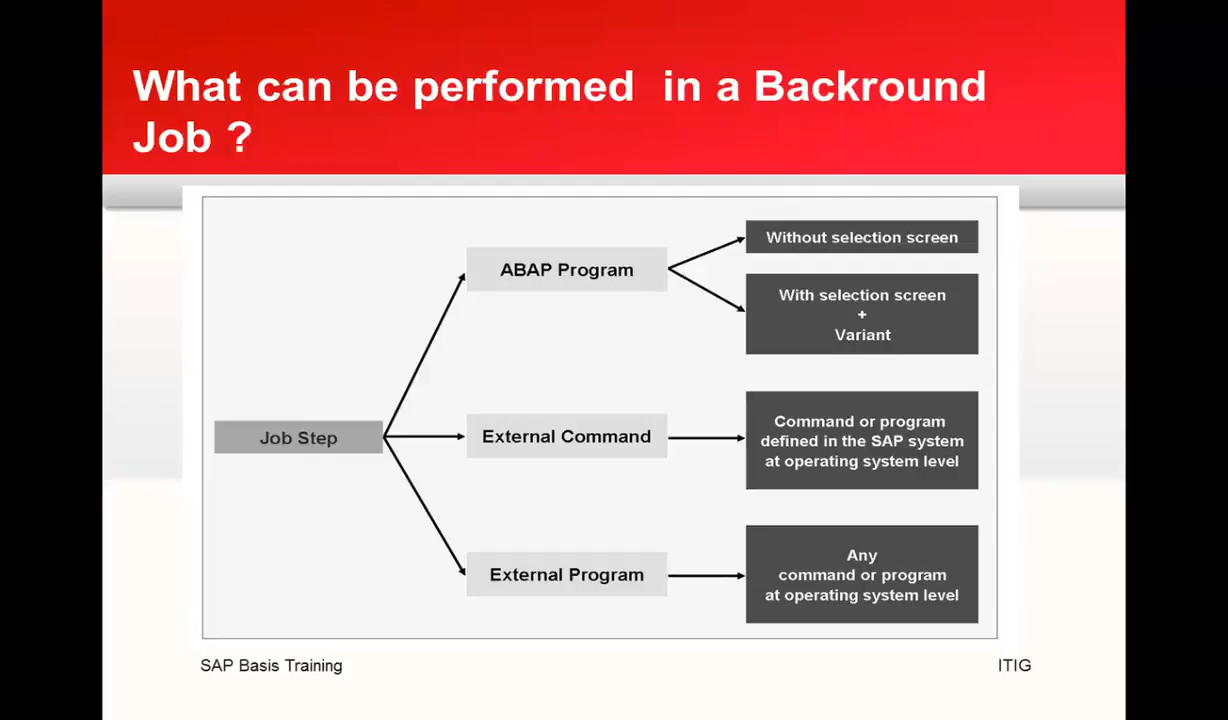 What can be performed  in a Backround
Job ?
Without selection screen
ABAP Program
With selection screen
+
Variant
Job Step
External Command
Command or program
defined in the SAP system
at operating system level
External Program
Any
command or program
at operating system level
SAP Basis Training
ITIG